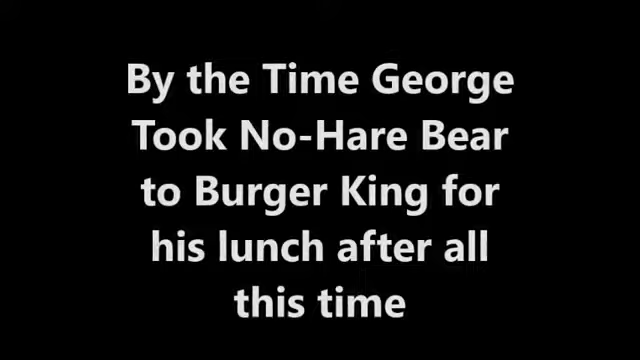 By the Time George
Took No-Hare Bear
to Burger King for
his lunch after all
this time